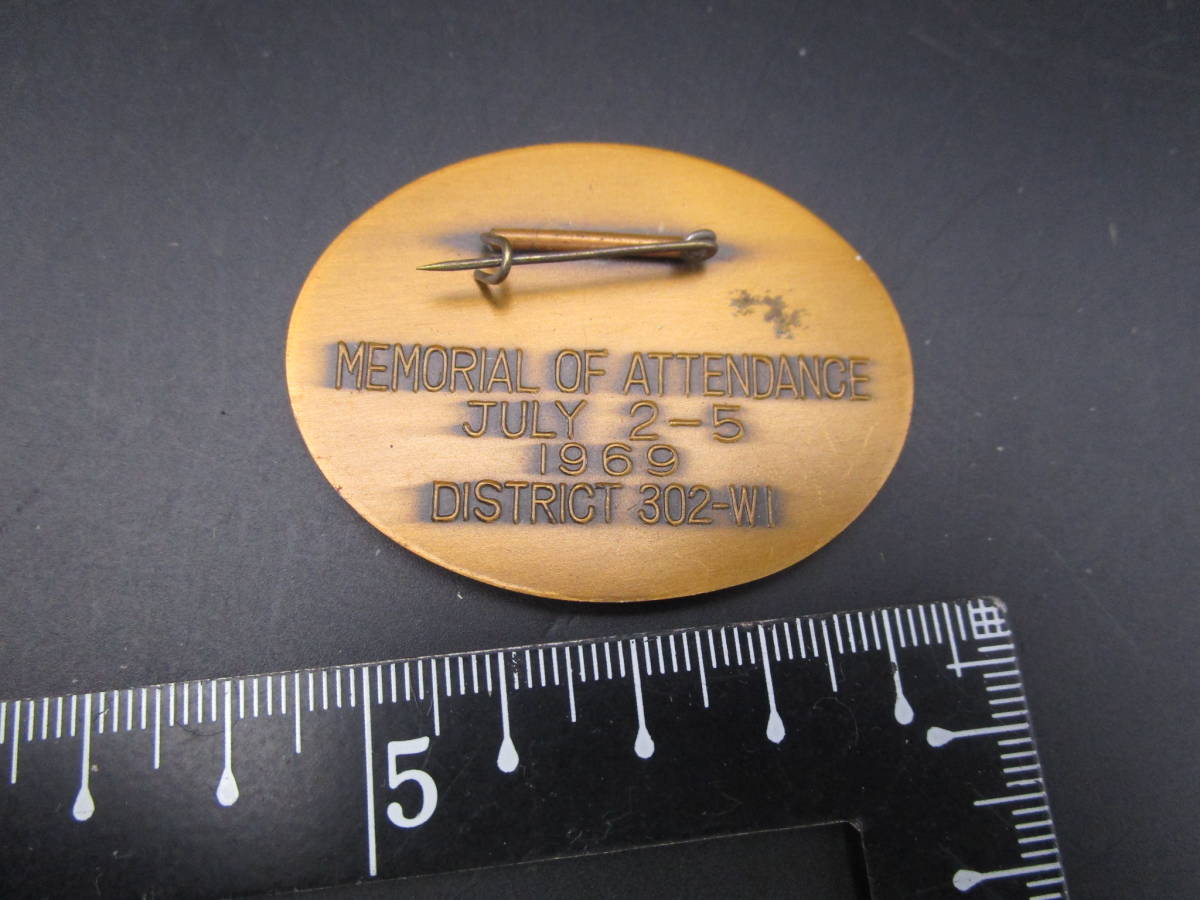 MEMORIAL OF ATTENDANCE
JULY 2-5
1969
DISTRICT 302-W1
5